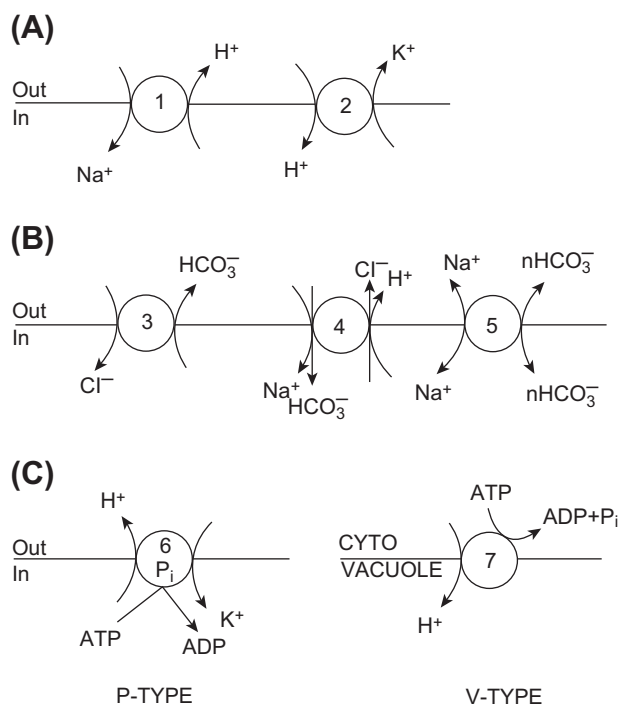 (A)
H⁺
K⁺
Out
1
2
In
Na⁺
H⁺
(B)
HCO₃⁻
Cl⁻
H⁺
Na⁺
nHCO₃⁻
Out
3
4
5
In
Cl⁻
Na⁺
HCO₃⁻
Na⁺
nHCO₃⁻
(C)
H⁺
ATP
ADP+Pᵢ
Out
6
CYTO
7
In
Pᵢ
VACUOLE
ATP
ADP
K⁺
H⁺
P-TYPE
V-TYPE